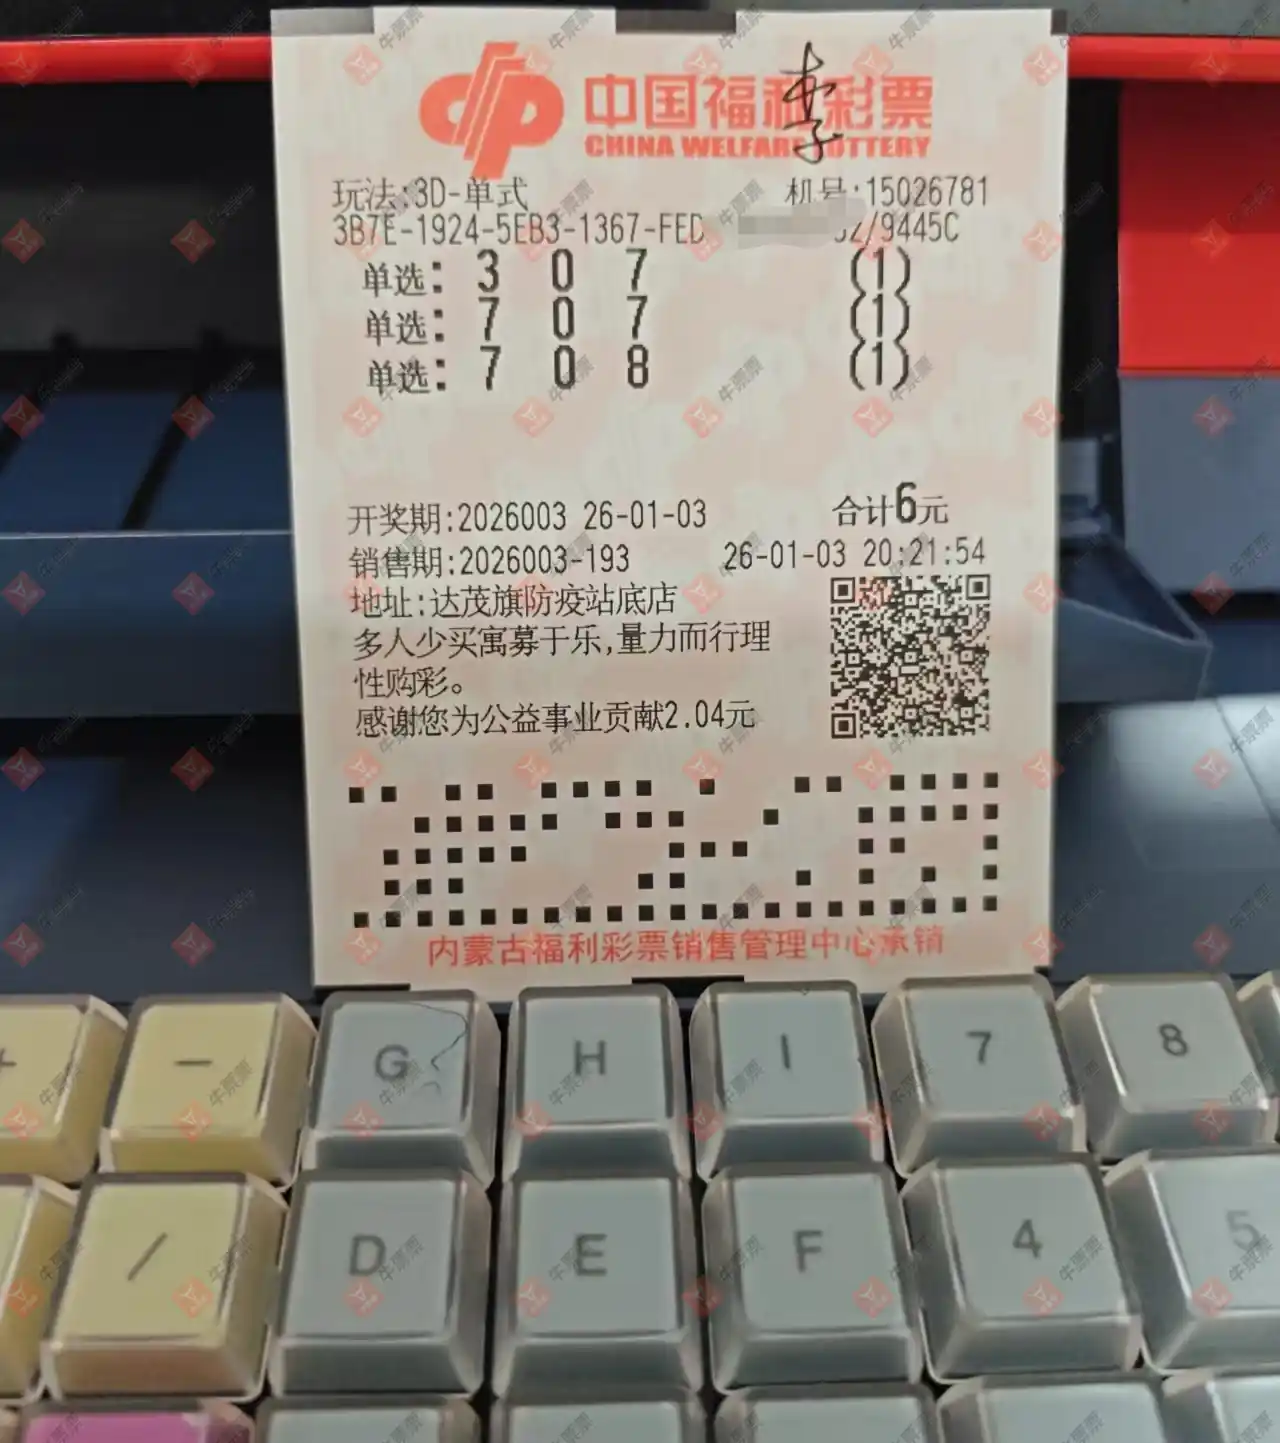 李
中国福利彩票
CHINA WELFARE LOTTERY
玩法:3D-单式 机号:15026781
3B7E-1924-5EB3-1367-FED /9445C
单选: 3 0 7 (1)
单选: 7 0 7 (1)
单选: 7 0 8 (1)
开奖期:2026003 26-01-03 合计6元
销售期:2026003-193 26-01-03 20:21:54
地址:达茂旗防疫站底店
多人少买寓募于乐,量力而行理
性购彩。
感谢您为公益事业贡献2.04元
内蒙古福利彩票销售管理中心承销
+ - G H I 7 8
/ D E F 4 5
牛票票